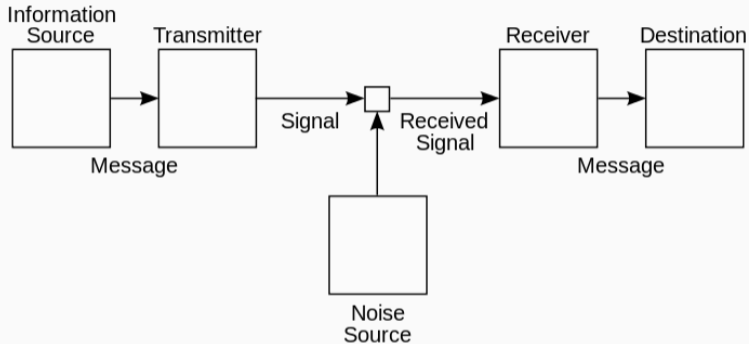 Information
Source
Transmitter
Receiver
Destination
Signal
Received
Signal
Message
Message
Noise
Source